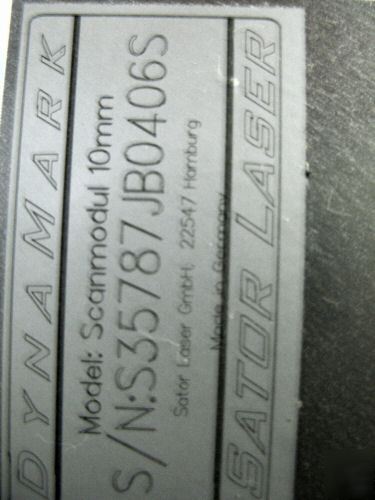 DYNAMARK
Model: Scanmodul 10mm
S/N:S35787JB0406S
Sator Laser GmbH, 22547 Hamburg
Made in Germany
SATOR LASER